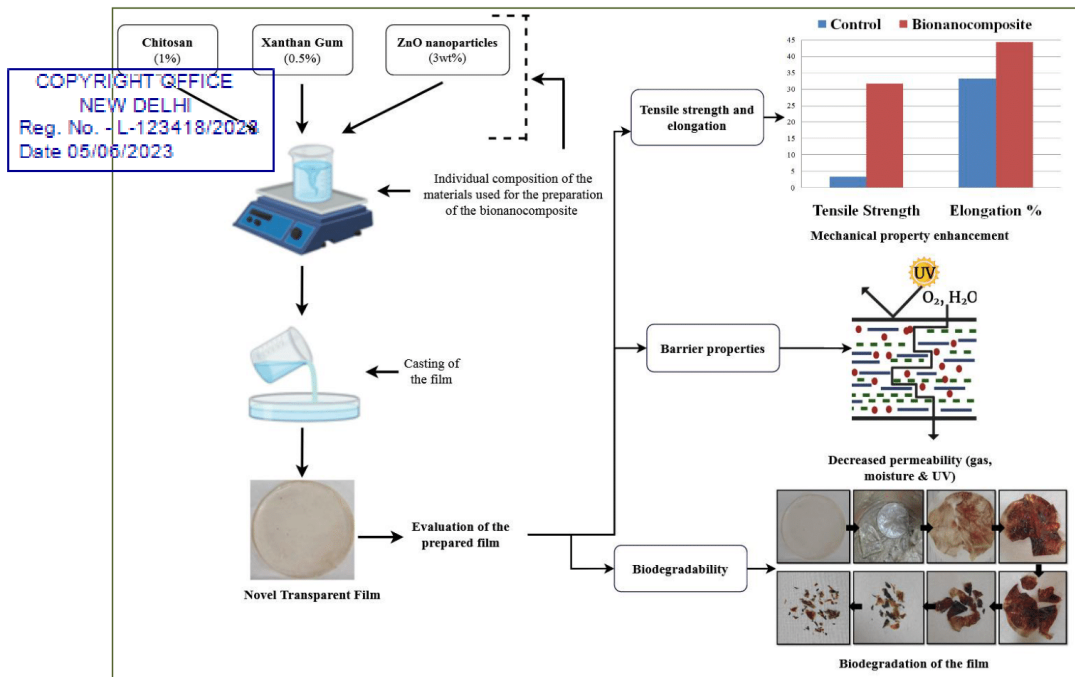 Chitosan
(1%)
Xanthan Gum
(0.5%)
ZnO nanoparticles
(3wt%)
COPYRIGHT OFFICE
NEW DELHI
Reg. No. - L-123418/2023
Date 05/06/2023
Individual composition of the
materials used for the preparation
of the bionanocomposite
Casting of
the film
Novel Transparent Film
Evaluation of the
prepared film
Tensile strength and
elongation
Control
Bionanocomposite
45
40
35
30
25
20
15
10
5
0
Tensile Strength
Elongation %
Mechanical property enhancement
Barrier properties
UV
O₂, H₂O
Decreased permeability (gas,
moisture & UV)
Biodegradability
Biodegradation of the film